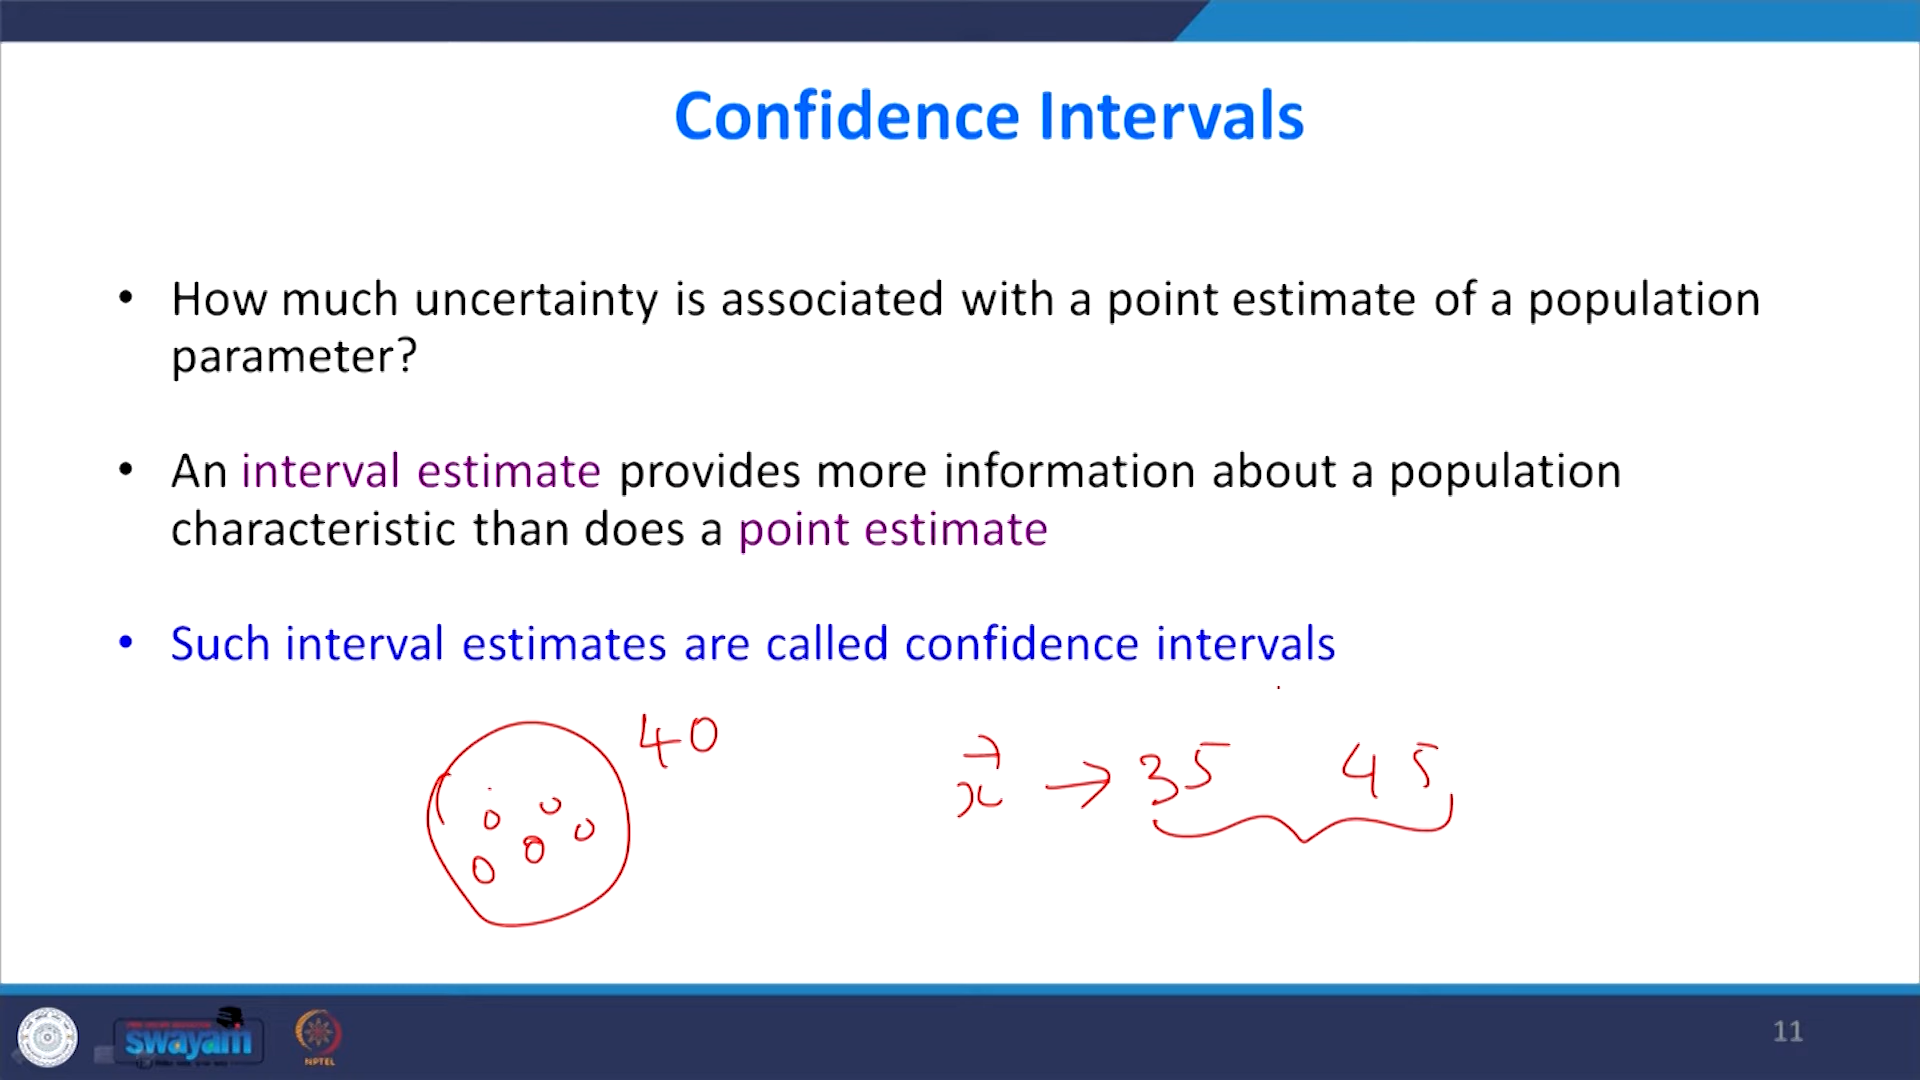 Confidence Intervals
• How much uncertainty is associated with a point estimate of a population
parameter?
• An interval estimate provides more information about a population
characteristic than does a point estimate
• Such interval estimates are called confidence intervals
40
x̄ → 35 45
swayam
NPTEL
11